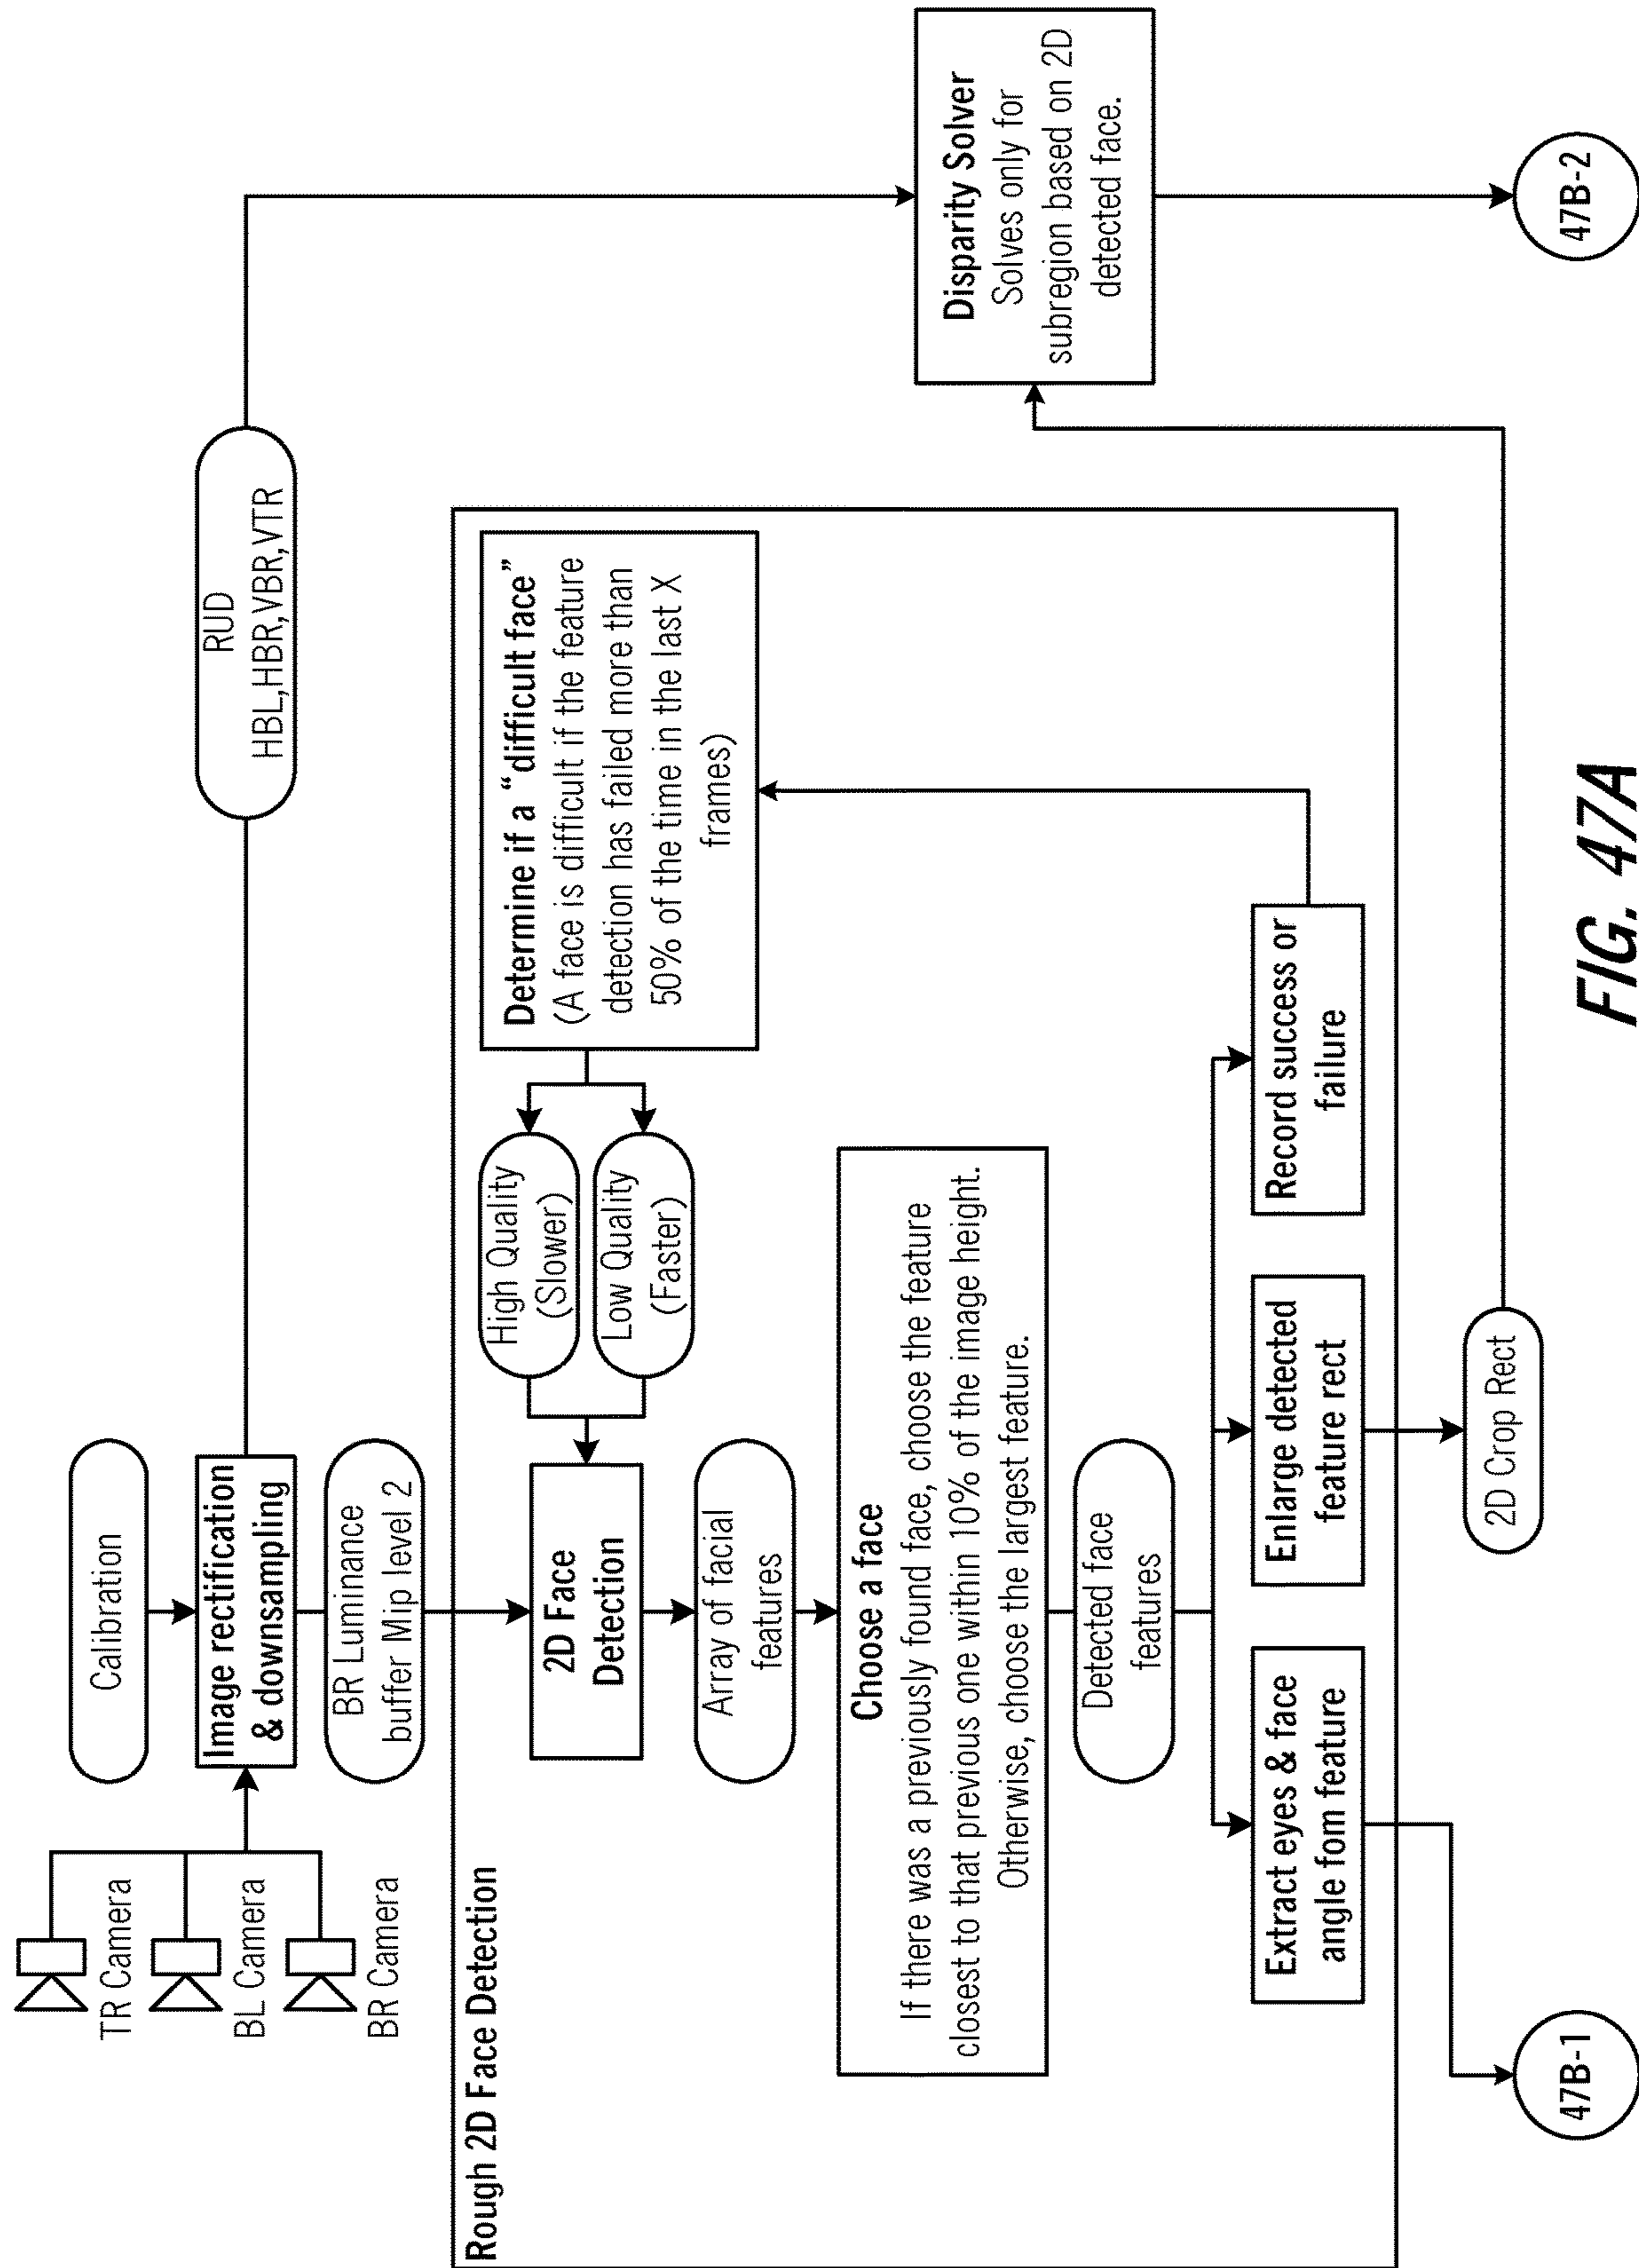 TR Camera
BL Camera
BR Camera
Calibration
Image rectification
& downsampling
RUD
HBL,HBR,VBR,VTR
BR Luminance
buffer Mip level 2
Rough 2D Face Detection
2D Face
Detection
High Quality
(Slower)
Low Quality
(Faster)
Determine if a “difficult face”
(A face is difficult if the feature
detection has failed more than
50% of the time in the last X
frames)
Array of facial
features
Choose a face
If there was a previously found face, choose the feature
closest to that previous one within 10% of the image height.
Otherwise, choose the largest feature.
Detected face
features
Extract eyes & face
angle fom feature
Enlarge detected
feature rect
Record success or
failure
2D Crop Rect
Disparity Solver
Solves only for
subregion based on 2D
detected face.
47B-1
47B-2
FIG. 47A